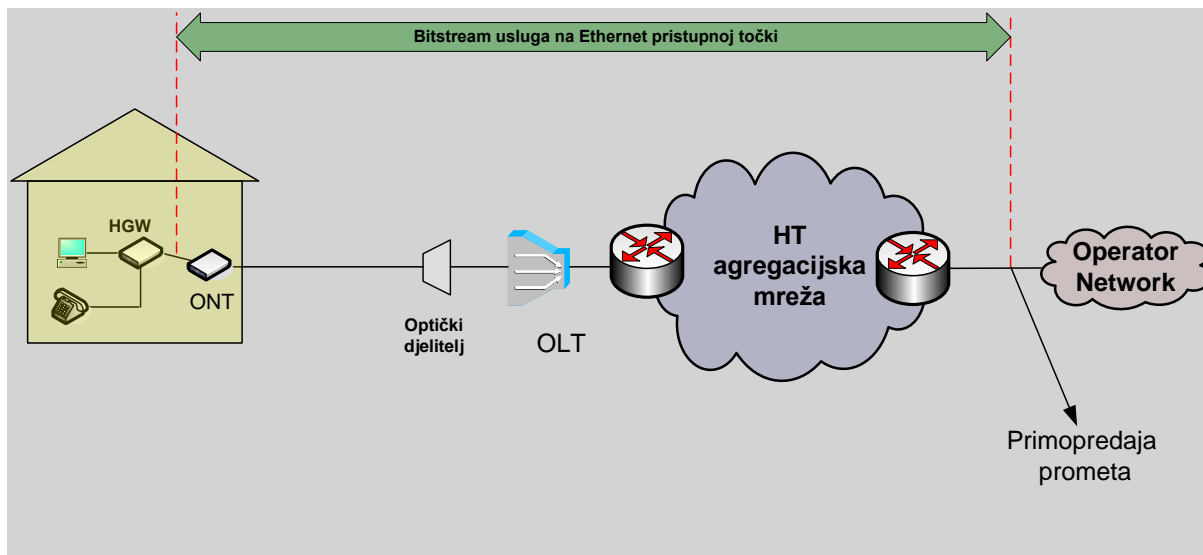 Bitstream usluga na Ethernet pristupnoj točki
HGW
ONT
Optički
djelitelj
OLT
HT
agregacijska
mreža
Operator
Network
Primopredaja
prometa